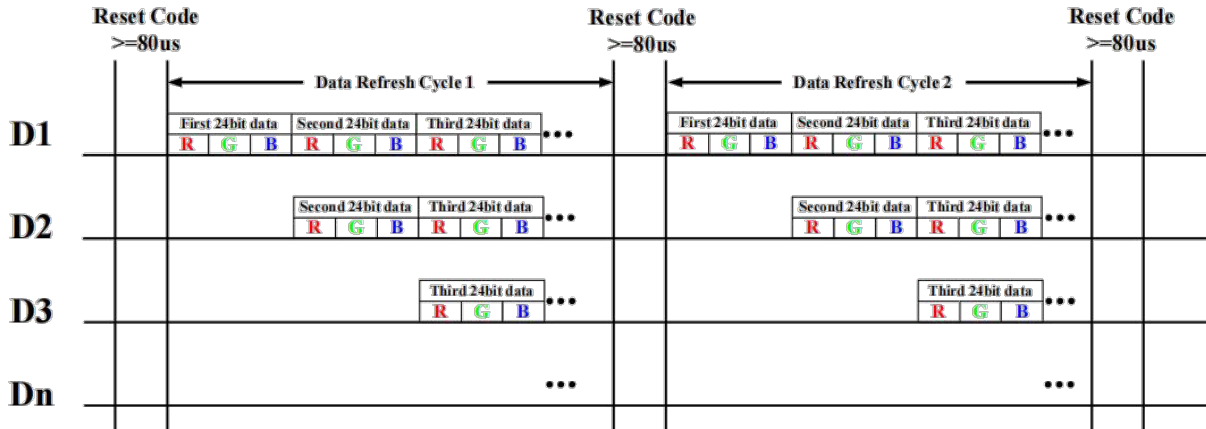 Reset Code Reset Code Reset Code
>=80us >=80us >=80us
Data Refresh Cycle 1 Data Refresh Cycle 2
First 24bit data Second 24bit data Third 24bit data First 24bit data Second 24bit data Third 24bit data
D1 R G B R G B R G B ••• R G B R G B R G B •••
Second 24bit data Third 24bit data Second 24bit data Third 24bit data
D2 R G B R G B ••• R G B R G B •••
Third 24bit data Third 24bit data
D3 R G B ••• R G B •••
Dn ••• •••